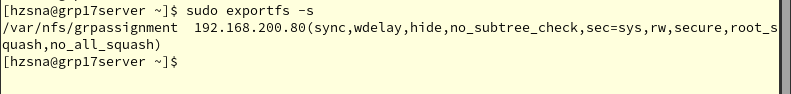 [hzsna@grp17server ~]$ sudo exportfs -s
/var/nfs/grpassignment  192.168.200.80(sync,wdelay,hide,no_subtree_check,sec=sys,rw,secure,root_s
quash,no_all_squash)
[hzsna@grp17server ~]$